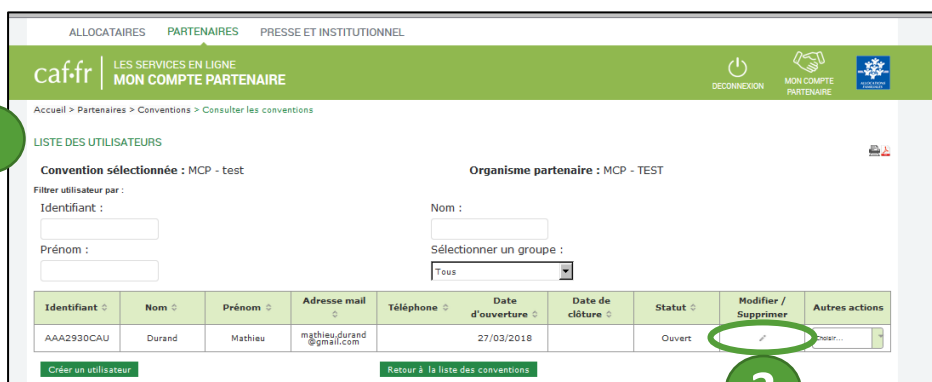 ALLOCATAIRES PARTENAIRES PRESSE ET INSTITUTIONNEL
caf.fr LES SERVICES EN LIGNE
MON COMPTE PARTENAIRE
DECONNEXION
MON COMPTE
PARTENAIRE
ALLOCATIONS
FAMILIALES
Accueil > Partenaires > Conventions > Consulter les conventions
LISTE DES UTILISATEURS
Convention sélectionnée : MCP - test Organisme partenaire : MCP - TEST
Filtrer utilisateur par :
Identifiant : Nom :
Prénom : Sélectionner un groupe :
Tous
Identifiant Nom Prénom Adresse mail Téléphone Date d'ouverture Date de clôture Statut Modifier / Supprimer Autres actions
AAA2930CAU Durand Mathieu mathieu.durand@gmail.com 27/03/2018 Ouvert Choisir...
Créer un utilisateur Retour à la liste des conventions